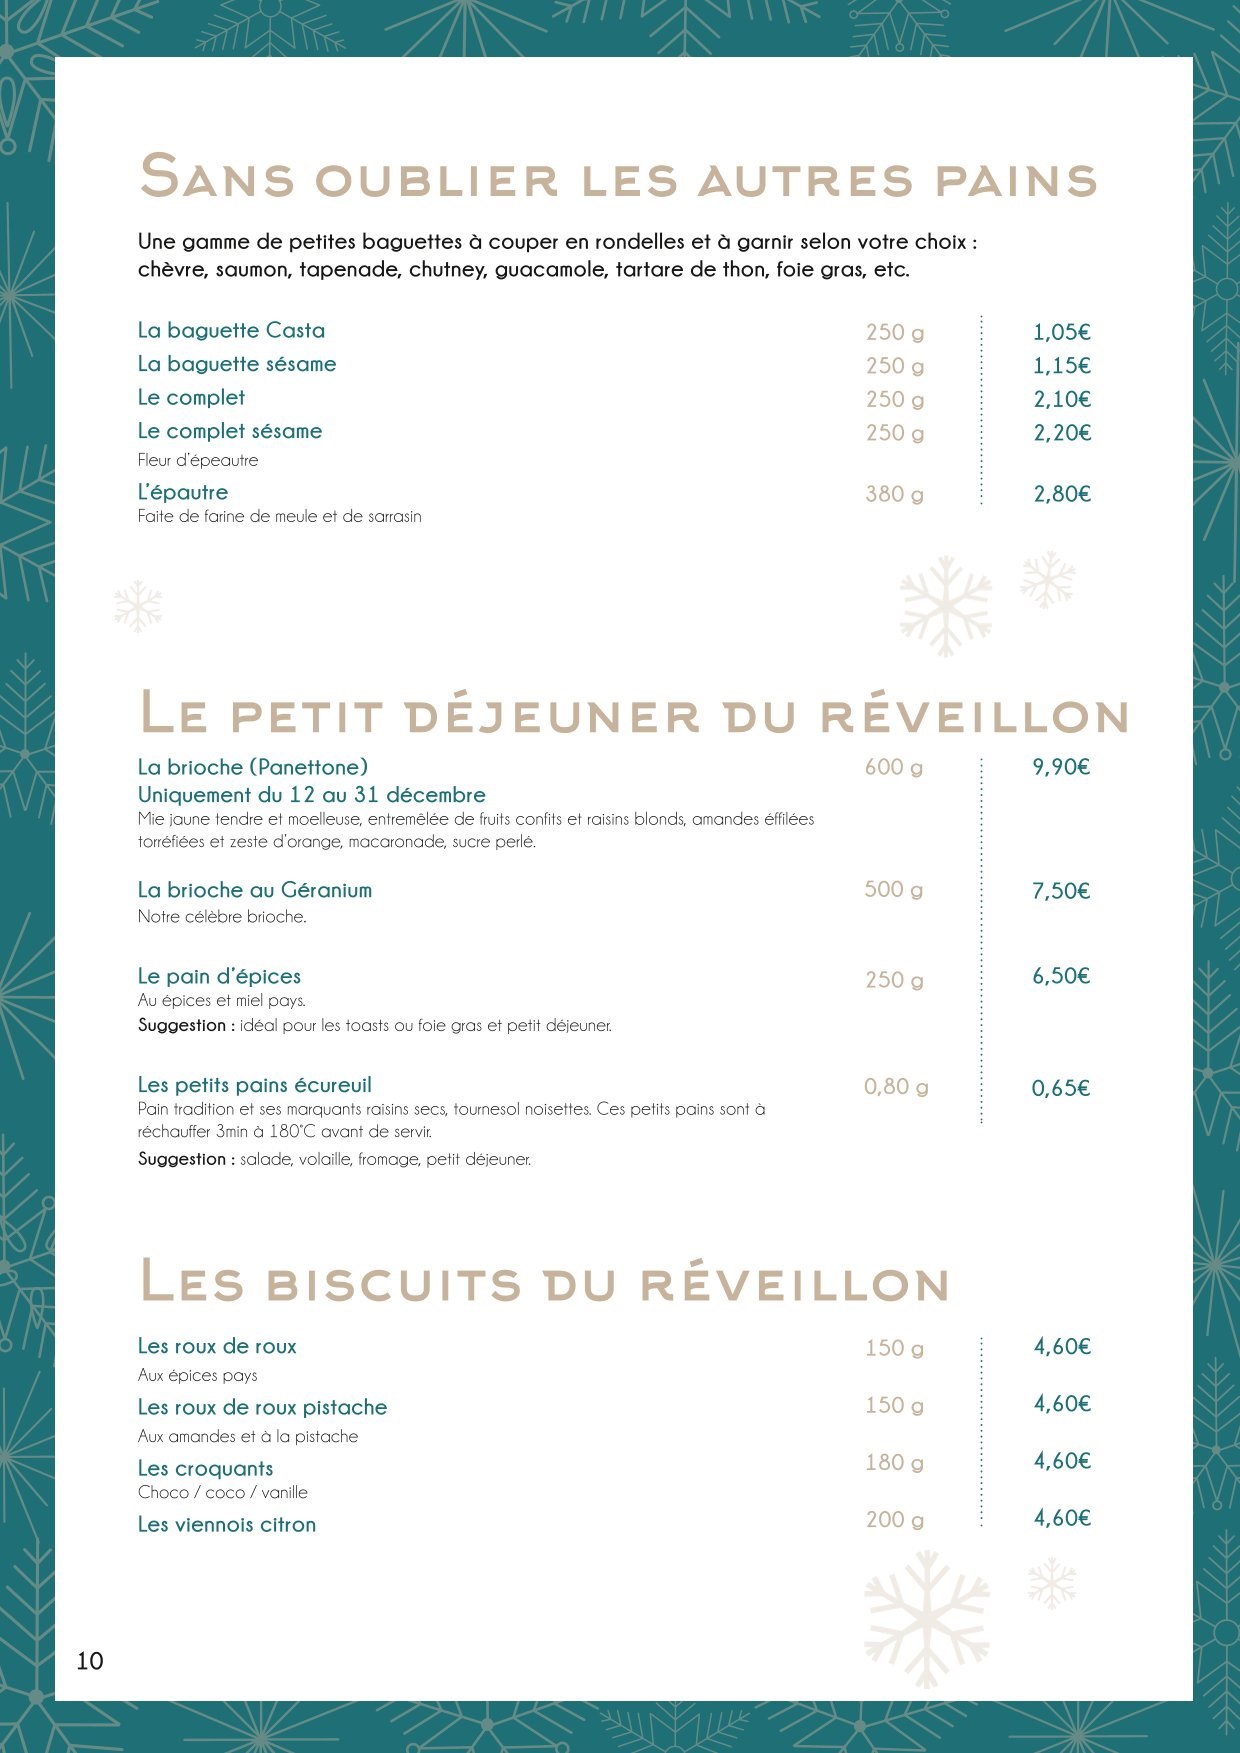 Sans oublier les autres pains
Une gamme de petites baguettes à couper en rondelles et à garnir selon votre choix :
chèvre, saumon, tapenade, chutney, guacamole, tartare de thon, foie gras, etc.
La baguette Casta 250 g 1,05€
La baguette sésame 250 g 1,15€
Le complet 250 g 2,10€
Le complet sésame 250 g 2,20€
Fleur d'épeautre
L'épautre 380 g 2,80€
Faite de farine de meule et de sarrasin
Le petit déjeuner du réveillon
La brioche (Panettone) 600 g 9,90€
Uniquement du 12 au 31 décembre
Mie jaune tendre et moelleuse, entremêlée de fruits confits et raisins blonds, amandes éffilées
torréfiées et zeste d'orange, macaronade, sucre perlé.
La brioche au Géranium 500 g 7,50€
Notre célèbre brioche.
Le pain d'épices 250 g 6,50€
Au épices et miel pays.
Suggestion : idéal pour les toasts ou foie gras et petit déjeuner.
Les petits pains écureuil 0,80 g 0,65€
Pain tradition et ses marquants raisins secs, tournesol noisettes. Ces petits pains sont à
réchauffer 3min à 180°C avant de servir.
Suggestion : salade, volaille, fromage, petit déjeuner.
Les biscuits du réveillon
Les roux de roux 150 g 4,60€
Aux épices pays
Les roux de roux pistache 150 g 4,60€
Aux amandes et à la pistache
Les croquants 180 g 4,60€
Choco / coco / vanille
Les viennois citron 200 g 4,60€
10